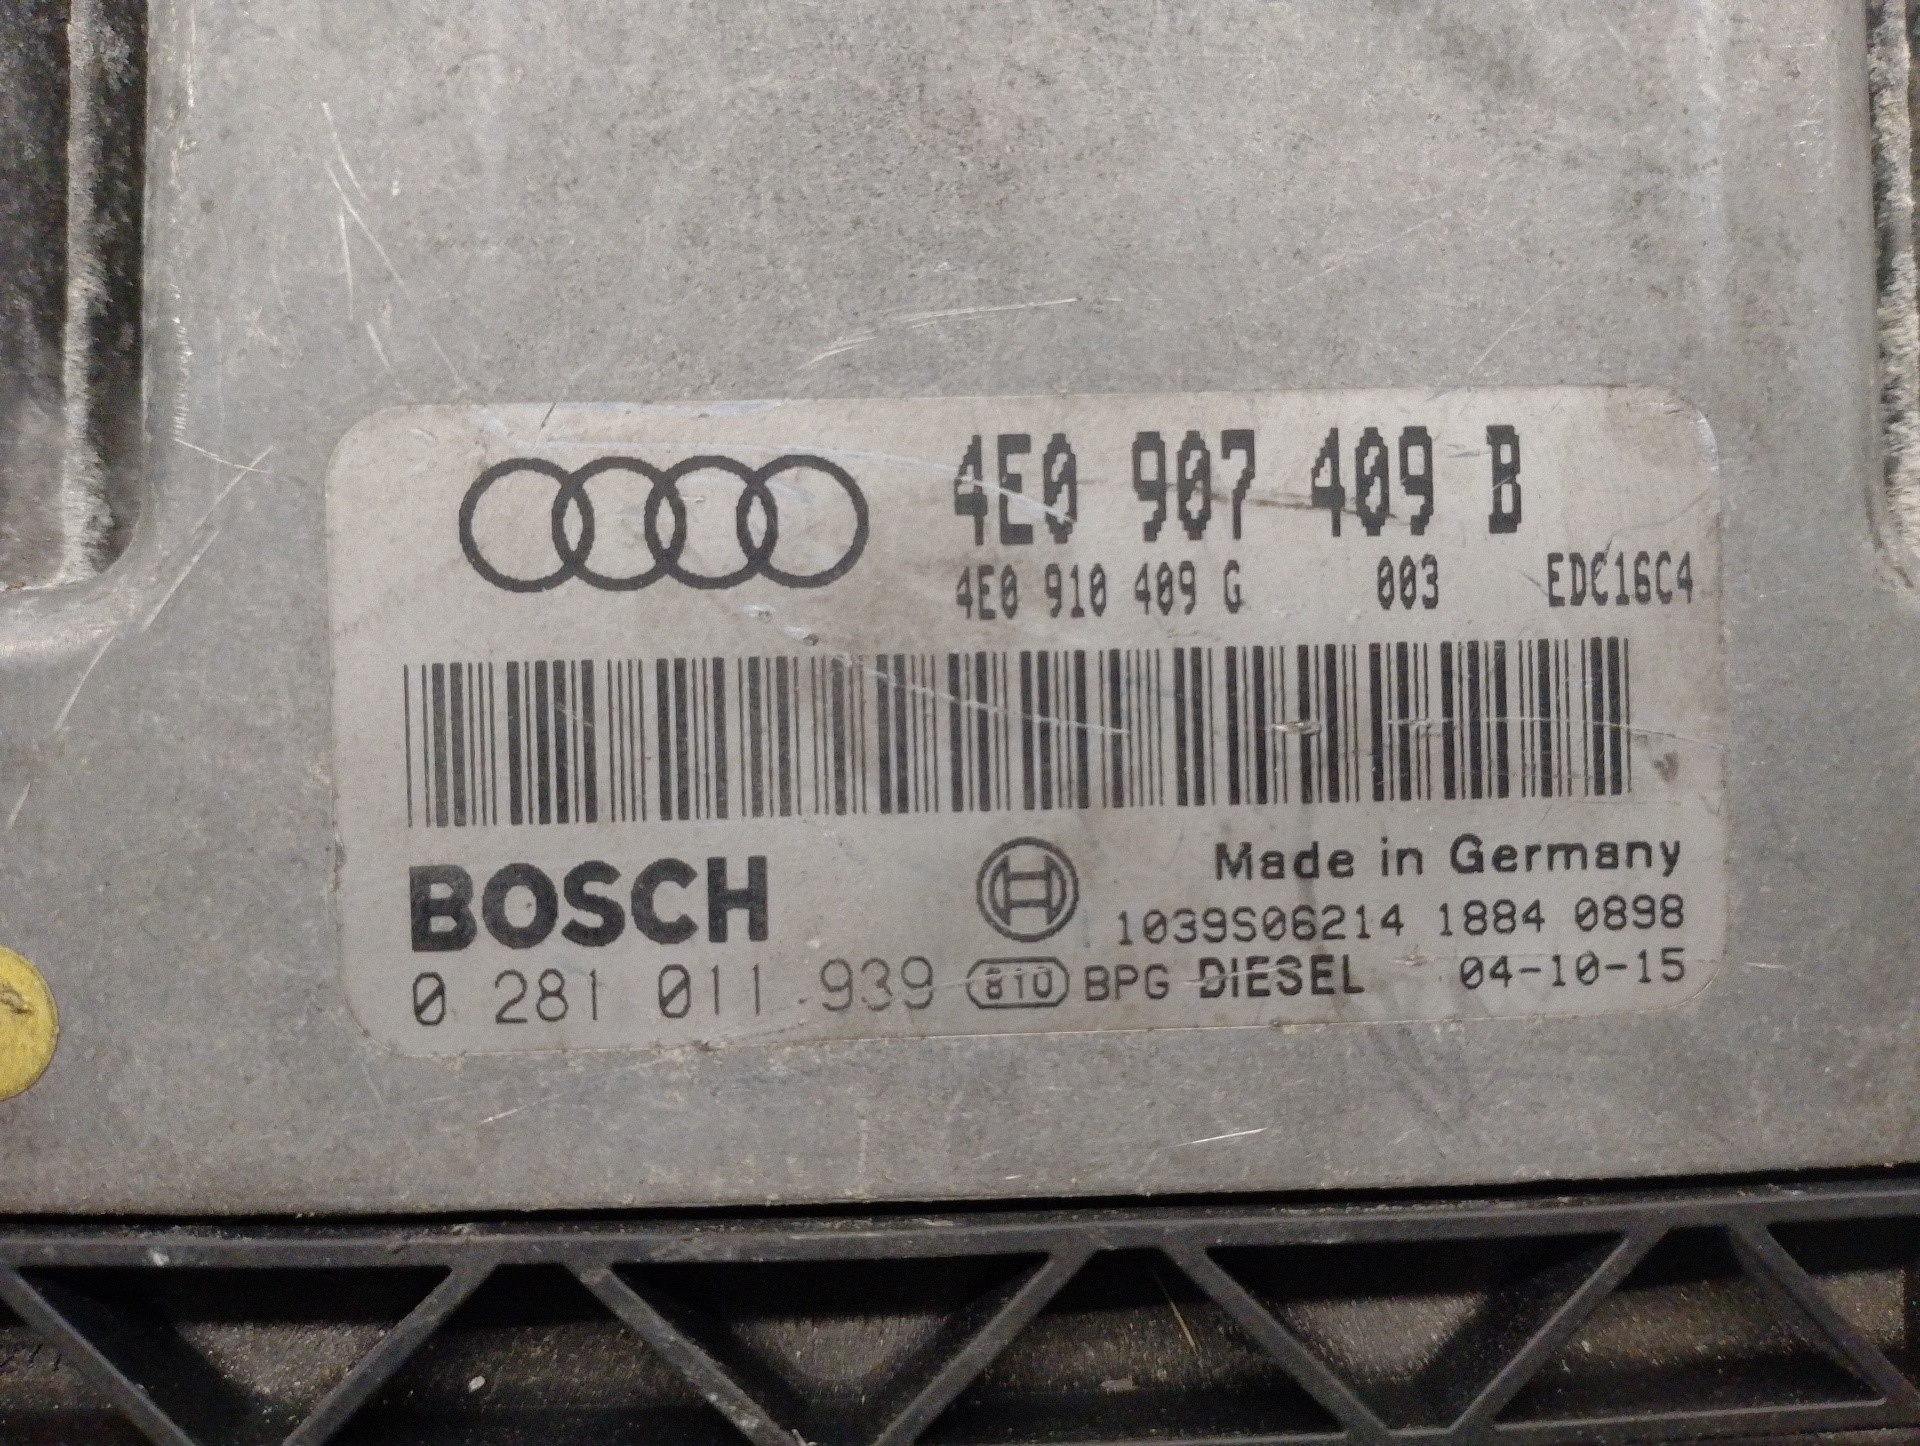 4E0 907 409 B
4E0 910 409 G 003 EDC16C4
BOSCH
Made in Germany
1039S06214 1884 0898
0 281 011 939 810 BPG DIESEL 04-10-15